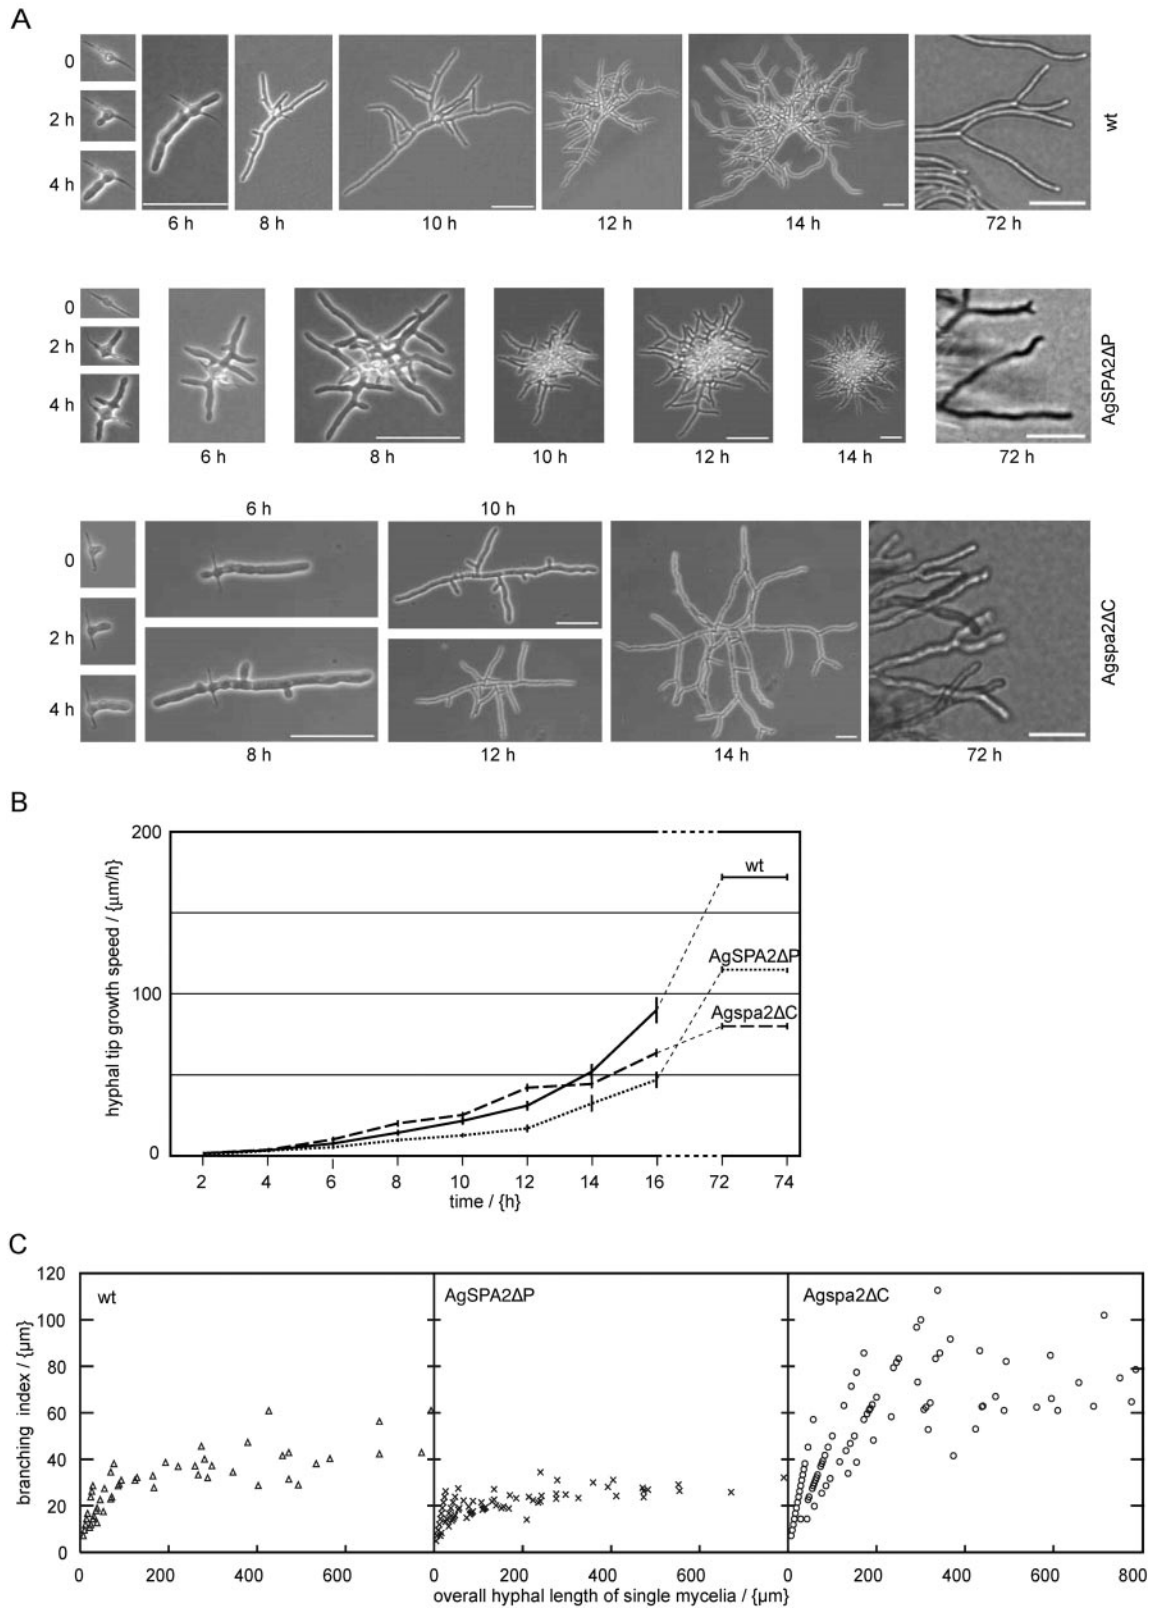 A
0
2 h
4 h
6 h
8 h
10 h
12 h
14 h
72 h
wt
0
2 h
4 h
6 h
8 h
10 h
12 h
14 h
72 h
AgSPA2ΔP
6 h
10 h
0
2 h
4 h
8 h
12 h
14 h
72 h
Agspa2ΔC
B
200
100
0
hyphal tip growth speed / {µm/h}
wt
AgSPA2ΔP
Agspa2ΔC
2 4 6 8 10 12 14 16 72 74
time / {h}
C
120
100
80
60
40
20
0
branching index / {µm}
wt
AgSPA2ΔP
Agspa2ΔC
0 200 400 600 0 200 400 600 0 200 400 600 800
overall hyphal length of single mycelia / {µm}